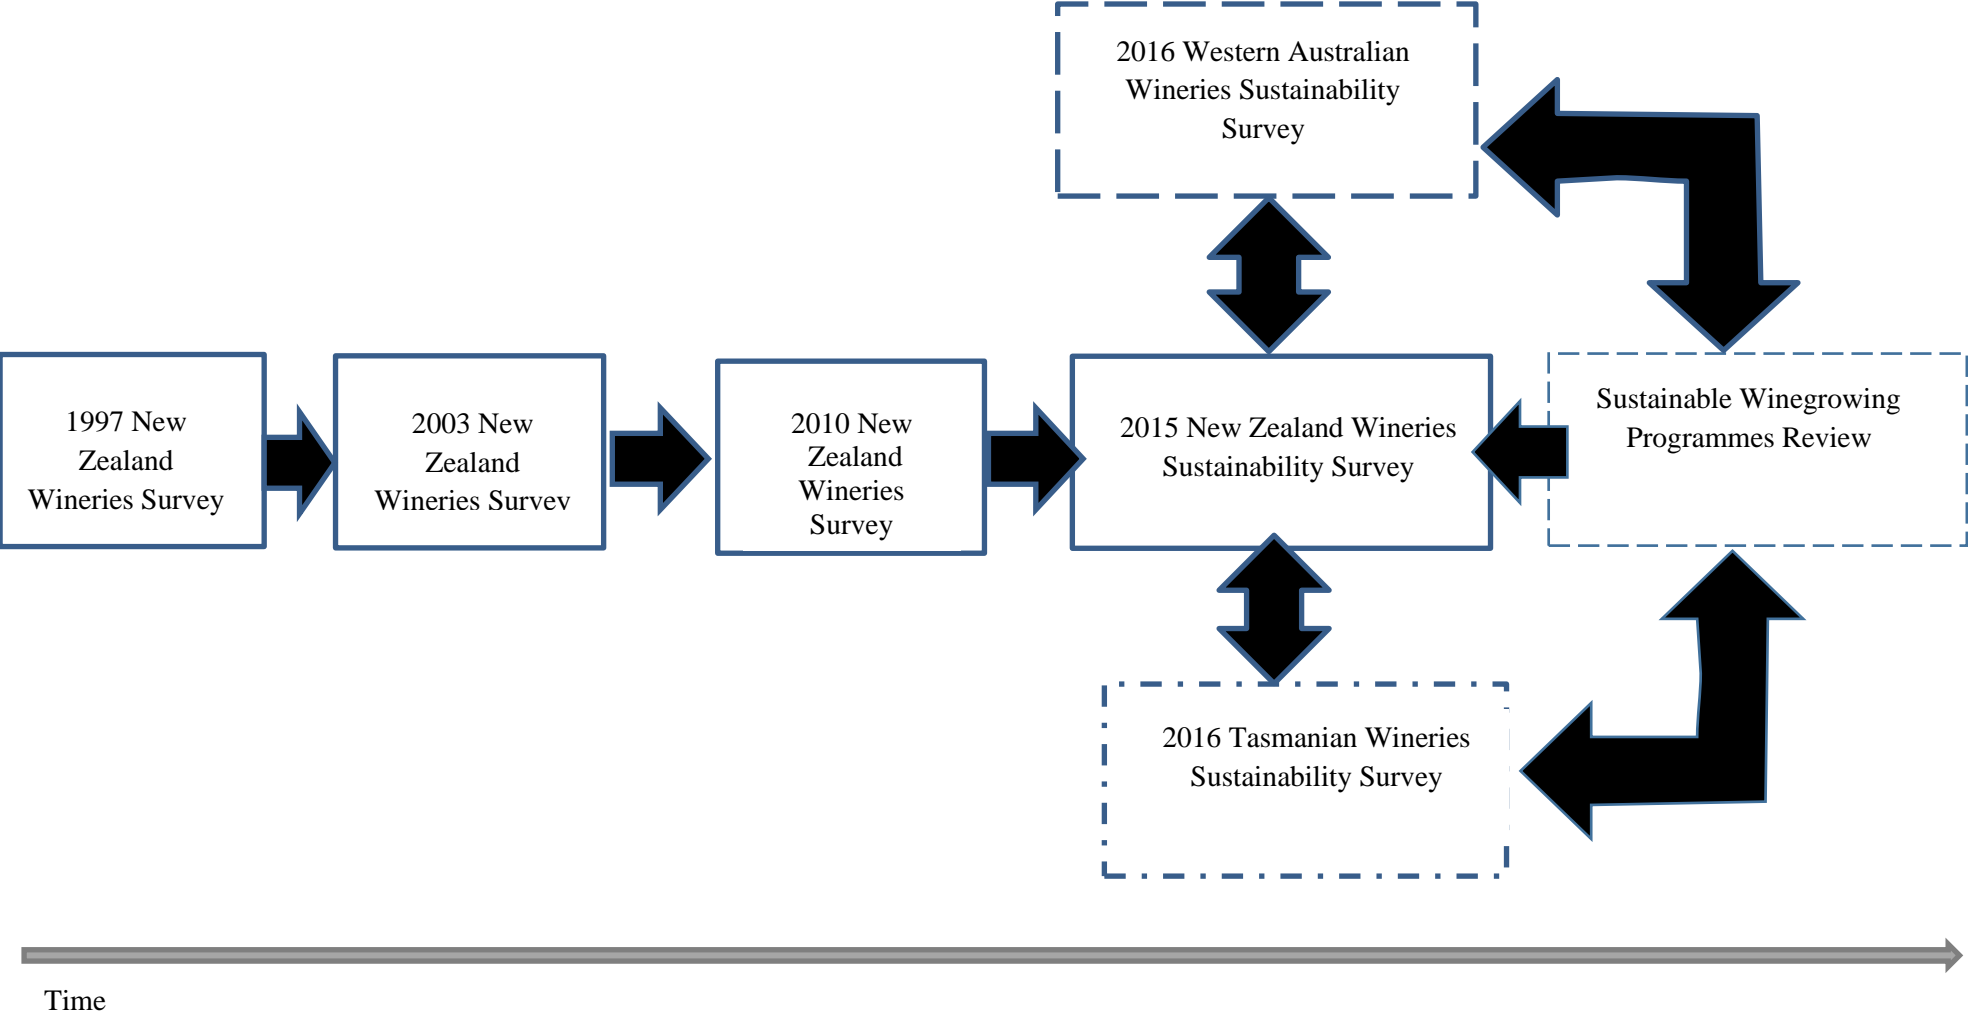 2016 Western Australian
Wineries Sustainability
Survey
1997 New
Zealand
Wineries Survey
2003 New
Zealand
Wineries Survev
2010 New
Zealand
Wineries
Survey
2015 New Zealand Wineries
Sustainability Survey
Sustainable Winegrowing
Programmes Review
2016 Tasmanian Wineries
Sustainability Survey
Time